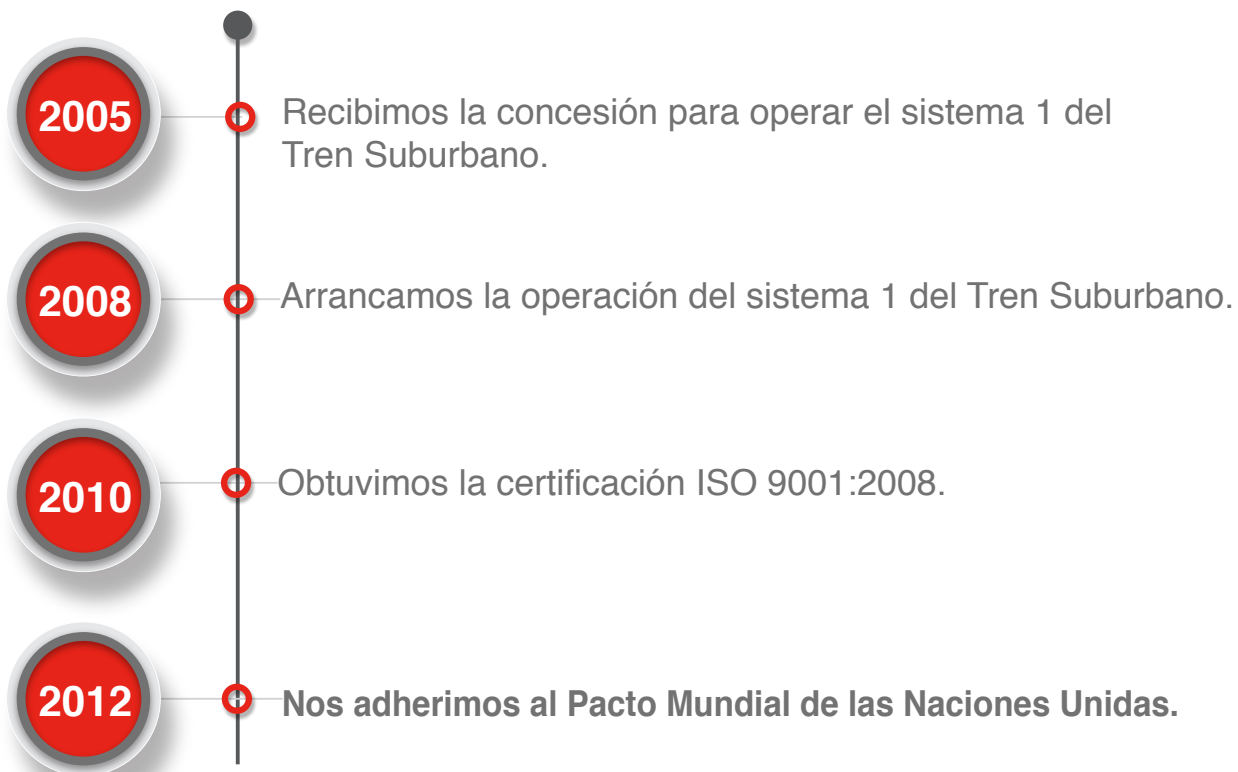 2005
Recibimos la concesión para operar el sistema 1 del
Tren Suburbano.
2008
Arrancamos la operación del sistema 1 del Tren Suburbano.
2010
Obtuvimos la certificación ISO 9001:2008.
2012
Nos adherimos al Pacto Mundial de las Naciones Unidas.